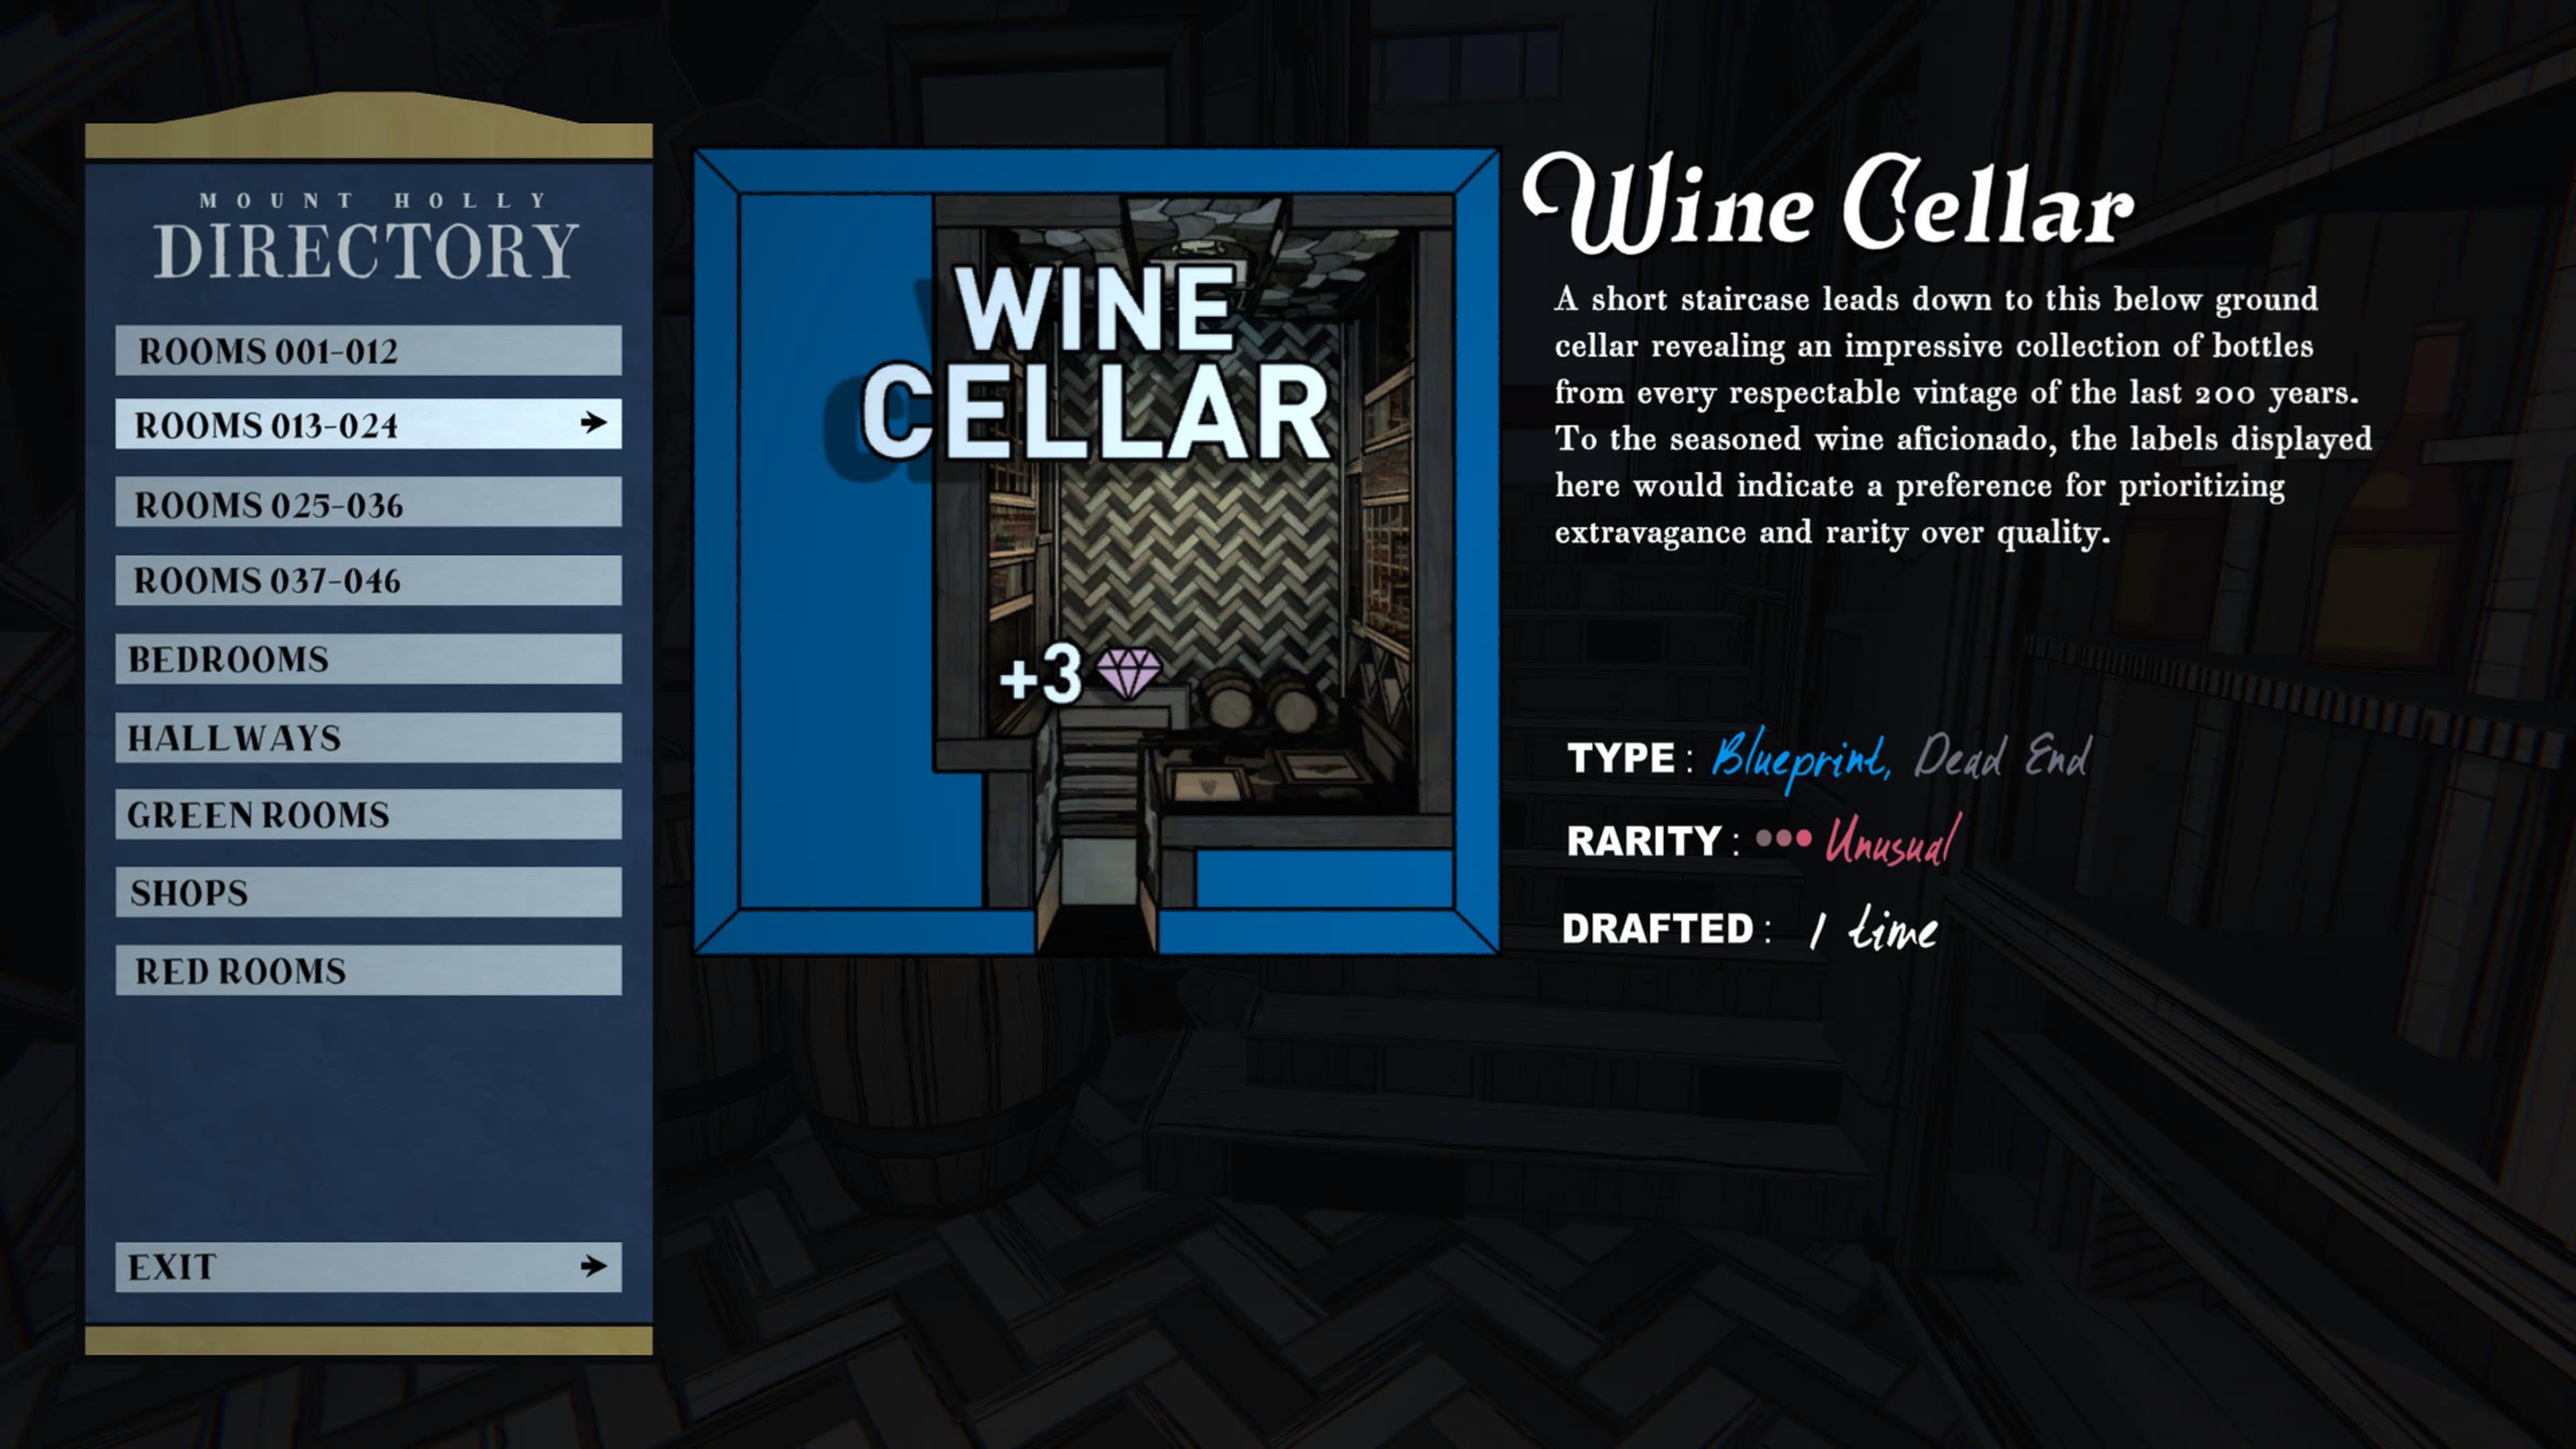 MOUNT HOLLY
DIRECTORY
ROOMS 001-012
ROOMS 013-024
ROOMS 025-036
ROOMS 037-046
BEDROOMS
HALLWAYS
GREEN ROOMS
SHOPS
RED ROOMS
EXIT
WINE
CELLAR
+3
Wine Cellar
A short staircase leads down to this below ground
cellar revealing an impressive collection of bottles
from every respectable vintage of the last 200 years.
To the seasoned wine aficionado, the labels displayed
here would indicate a preference for prioritizing
extravagance and rarity over quality.
TYPE : Blueprint, Dead End
RARITY : Unusual
DRAFTED : 1 time